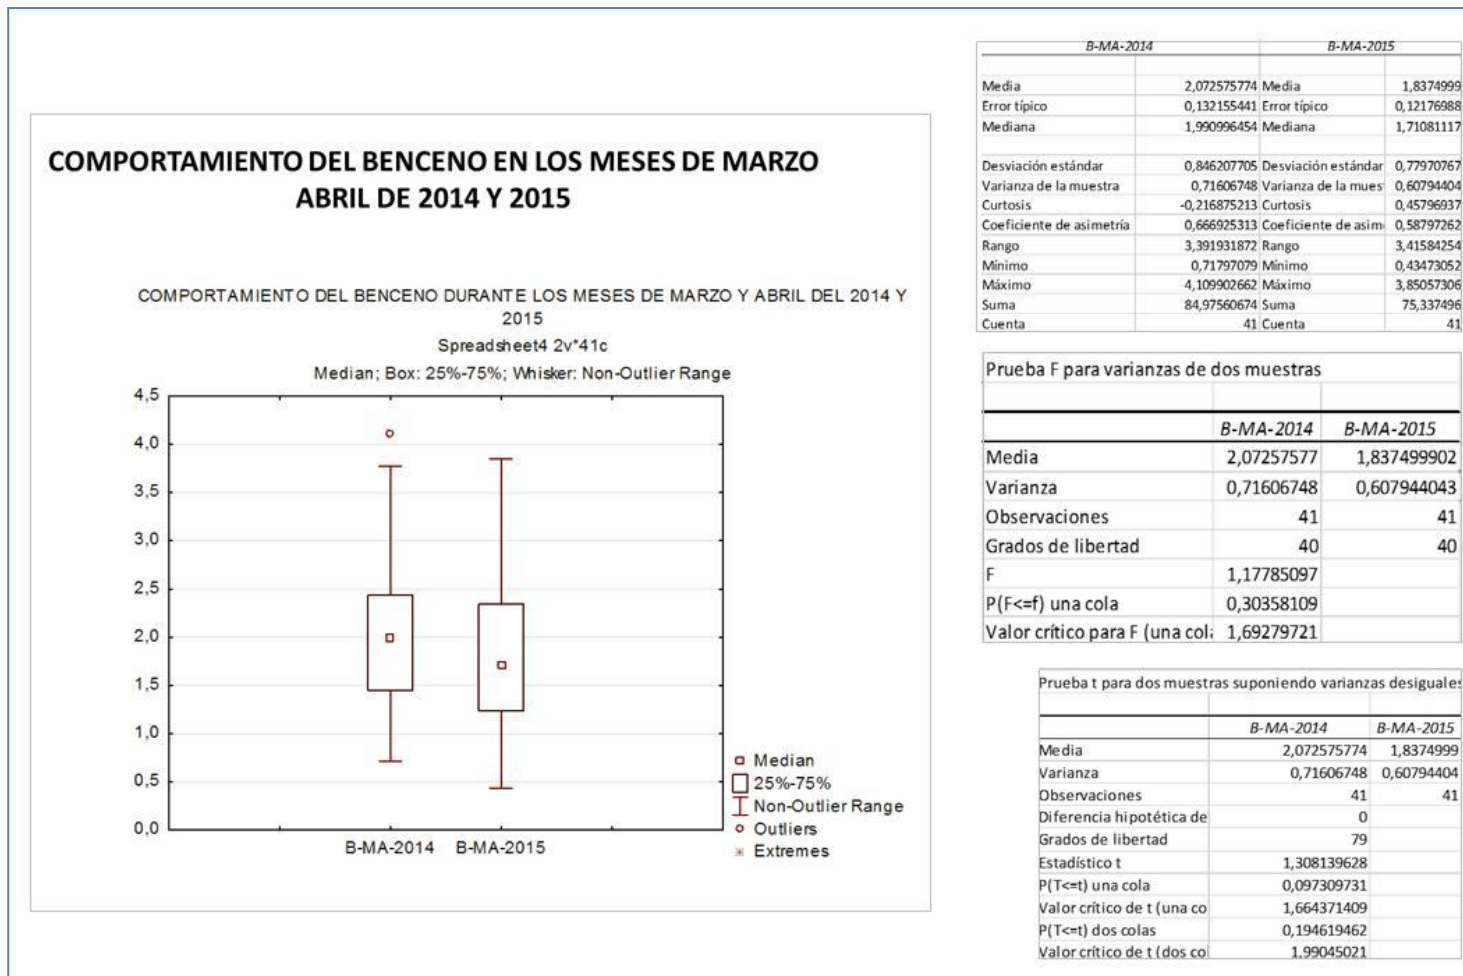 COMPORTAMIENTO DEL BENCENO EN LOS MESES DE MARZO
ABRIL DE 2014 Y 2015
COMPORTAMIENTO DEL BENCENO DURANTE LOS MESES DE MARZO Y ABRIL DEL 2014 Y
2015
Spreadsheet4 2v*41c
Median; Box: 25%-75%; Whisker: Non-Outlier Range
4,5
4,0
3,5
3,0
2,5
2,0
1,5
1,0
0,5
0,0
B-MA-2014 B-MA-2015
Median
25%-75%
Non-Outlier Range
Outliers
Extremes
B-MA-2014 B-MA-2015
Media 2,072575774 Media 1,8374999
Error típico 0,132155441 Error típico 0,12176988
Mediana 1,990996454 Mediana 1,71081117
Desviación estándar 0,846207705 Desviación estándar 0,77970767
Varianza de la muestra 0,71606748 Varianza de la mues 0,60794404
Curtosis -0,216875213 Curtosis 0,45796937
Coeficiente de asimetría 0,666925313 Coeficiente de asim 0,58797262
Rango 3,391931872 Rango 3,41584254
Mínimo 0,71797079 Mínimo 0,43473052
Máximo 4,109902662 Máximo 3,85057306
Suma 84,97560674 Suma 75,337496
Cuenta 41 Cuenta 41
Prueba F para varianzas de dos muestras
B-MA-2014 B-MA-2015
Media 2,07257577 1,837499902
Varianza 0,71606748 0,607944043
Observaciones 41 41
Grados de libertad 40 40
F 1,17785097
P(F<=f) una cola 0,30358109
Valor crítico para F (una cola 1,69279721
Prueba t para dos muestras suponiendo varianzas desiguales
B-MA-2014 B-MA-2015
Media 2,072575774 1,8374999
Varianza 0,71606748 0,60794404
Observaciones 41 41
Diferencia hipotética de 0
Grados de libertad 79
Estadístico t 1,308139628
P(T<=t) una cola 0,097309731
Valor crítico de t (una co 1,664371409
P(T<=t) dos colas 0,194619462
Valor crítico de t (dos col 1,99045021